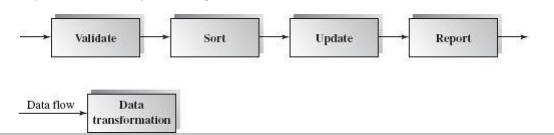 Validate
Sort
Update
Report
Data flow
Data
transformation